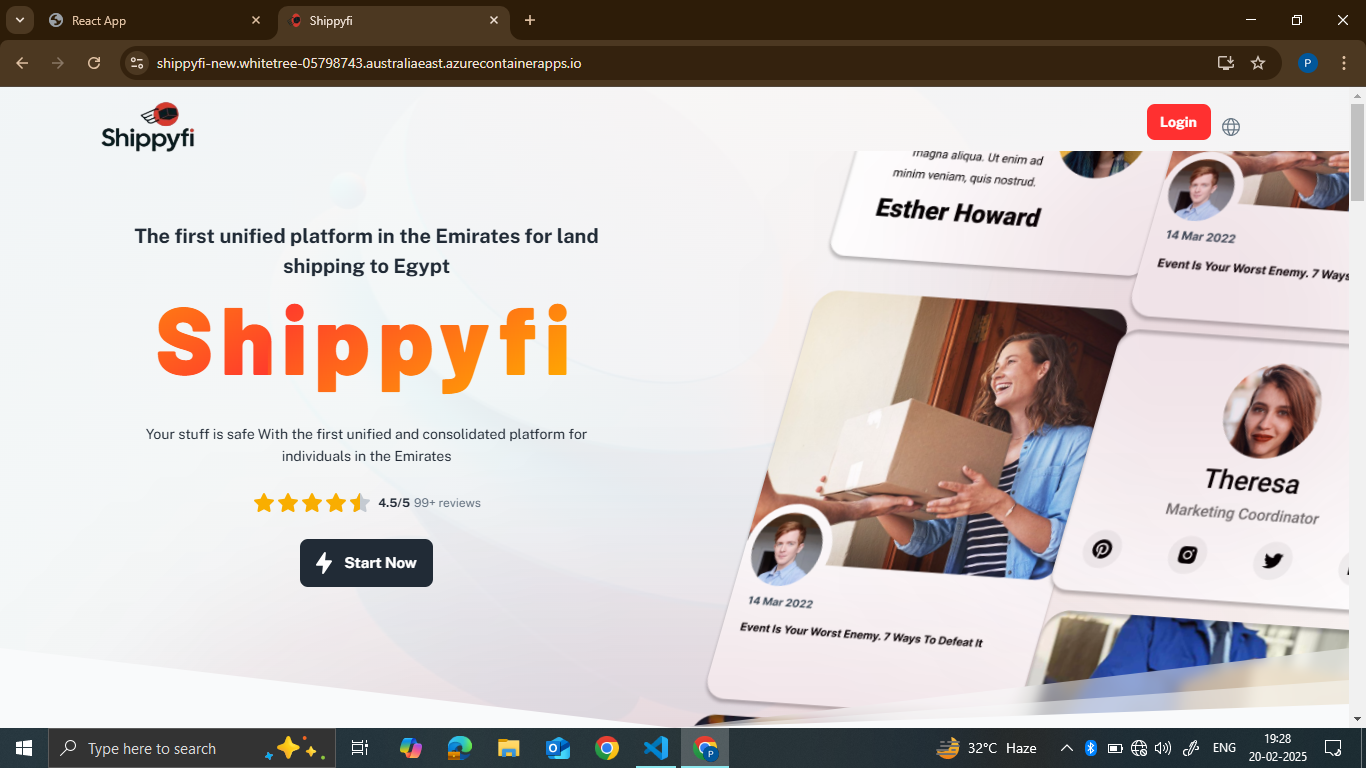 React App
Shippyfi
shippyfi-new.whitetree-05798743.australiaeast.azurecontainerapps.io
P
Shippyfi
Login
The first unified platform in the Emirates for land
shipping to Egypt
Shippyfi
Your stuff is safe With the first unified and consolidated platform for
individuals in the Emirates
4.5/5 99+ reviews
Start Now
magna aliqua. Ut enim ad
minim veniam, quis nostrud.
Esther Howard
14 Mar 2022
Event Is Your Worst Enemy. 7 Ways
Theresa
Marketing Coordinator
14 Mar 2022
Event Is Your Worst Enemy. 7 Ways To Defeat It
Type here to search
P
32°C Haze
ENG
19:28
20-02-2025